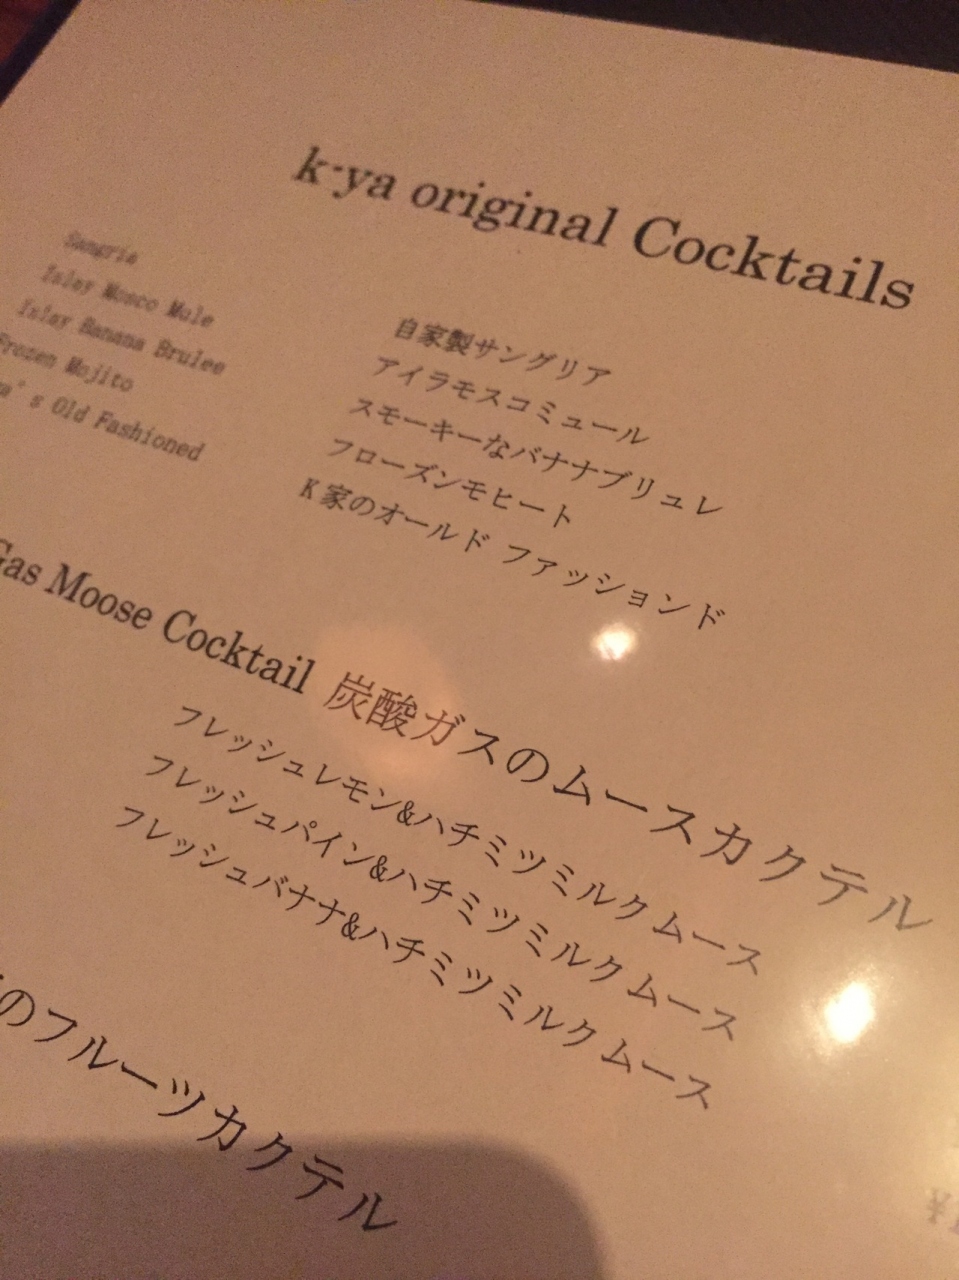 k-ya original Cocktails
Sangria 自家製サングリア
Islay Mosco Mule アイラモスコミュール
Islay Banana Brulee スモーキーなバナナブリュレ
Frozen Mojito フローズンモヒート
ya's Old Fashioned K家のオールド ファッションド
Gas Moose Cocktail 炭酸ガスのムースカクテル
フレッシュレモン&ハチミツミルクムース
フレッシュパイン&ハチミツミルクムース
フレッシュバナナ&ハチミツミルクムース
のフルーツカクテル
¥